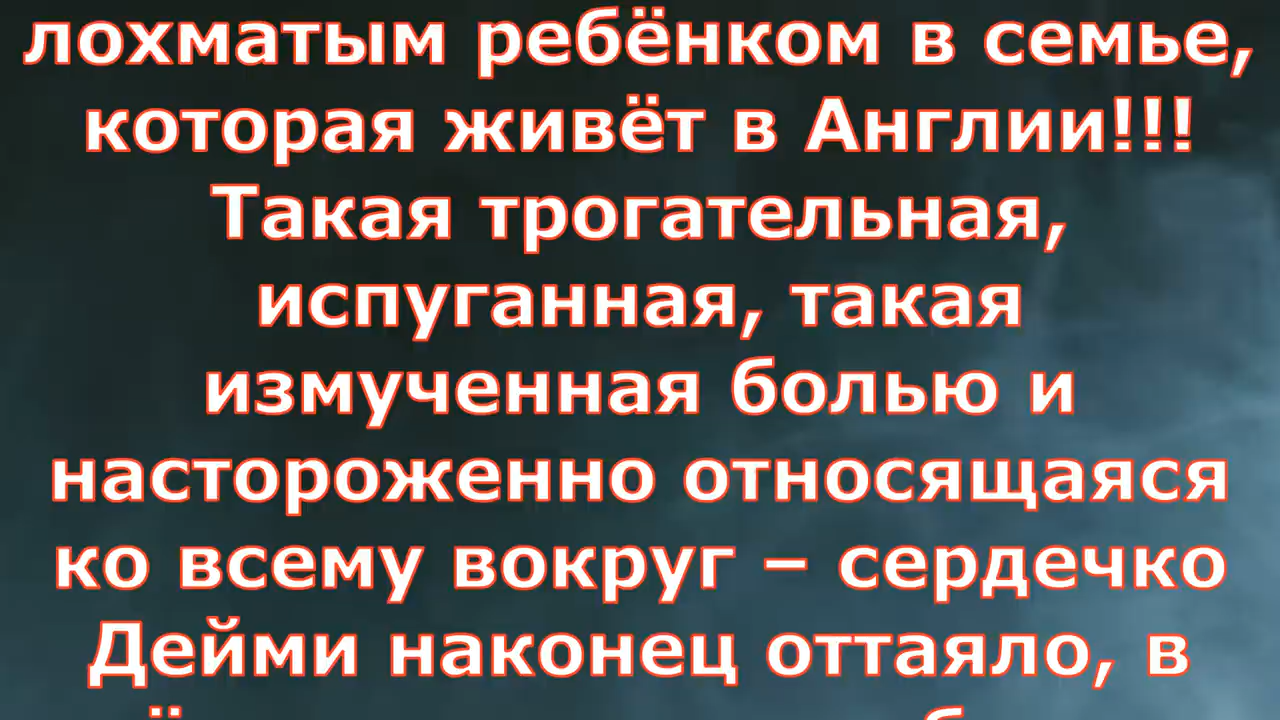 лохматым ребёнком в семье,
которая живёт в Англии!!!
Такая трогательная,
испуганная, такая
измученная болью и
настороженно относящаяся
ко всему вокруг – сердечко
Дейми наконец оттаяло, в